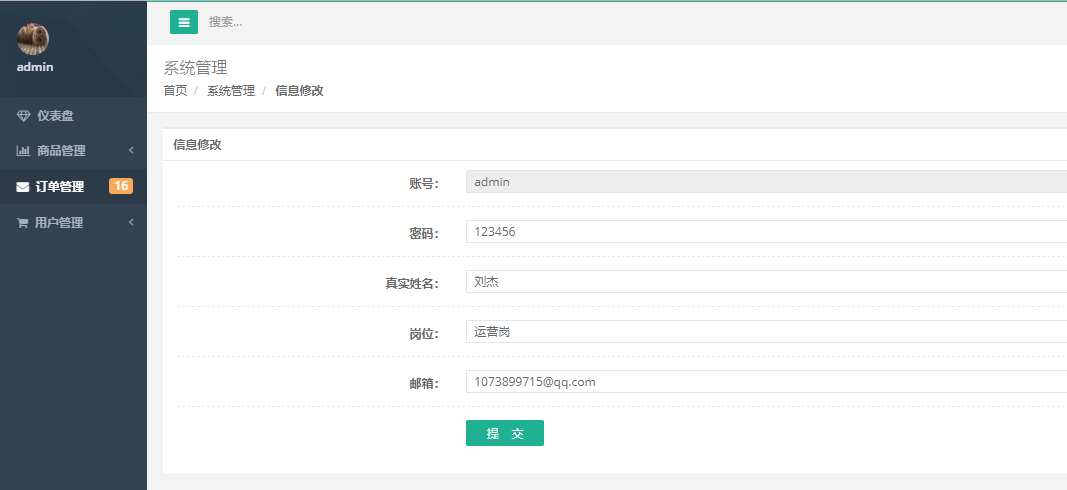 搜索...
admin
仪表盘
商品管理
订单管理 16
用户管理
系统管理
首页 / 系统管理 / 信息修改
信息修改
账号： admin
密码： 123456
真实姓名： 刘杰
岗位： 运营岗
邮箱： 1073899715@qq.com
提 交